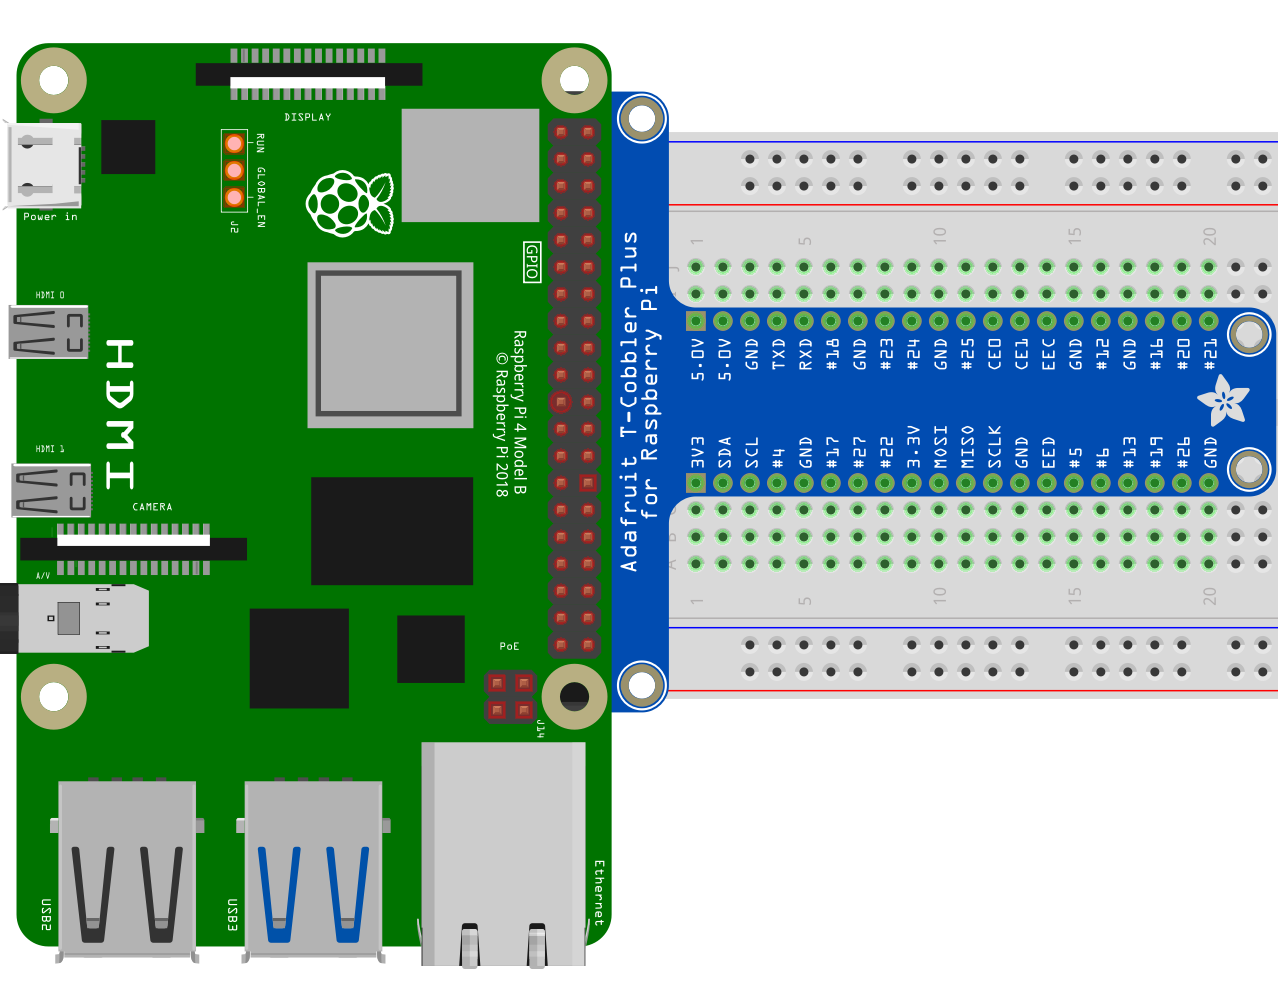 DISPLAY
RUN
GLOBAL_EN
J2
Power in
GPIO
HDMI 0
HDMI
HDMI 1
Raspberry Pi 4 Model B
© Raspberry Pi 2018
CAMERA
A/V
PoE
J14
USB2
USB3
Ethernet
Adafruit T-Cobbler Plus
for Raspberry Pi
1 5 10 15 20
J
5.0V 5.0V GND TXD RXD #18 GND #23 #24 GND #25 CE0 CE1 EEC GND #12 GND #16 #20 #21
3V3 SDA SCL #4 GND #17 #27 #22 3.3V MOSI MISO SCLK GND EED #5 #6 #13 #19 #26 GND
B
A
1 5 10 15 20